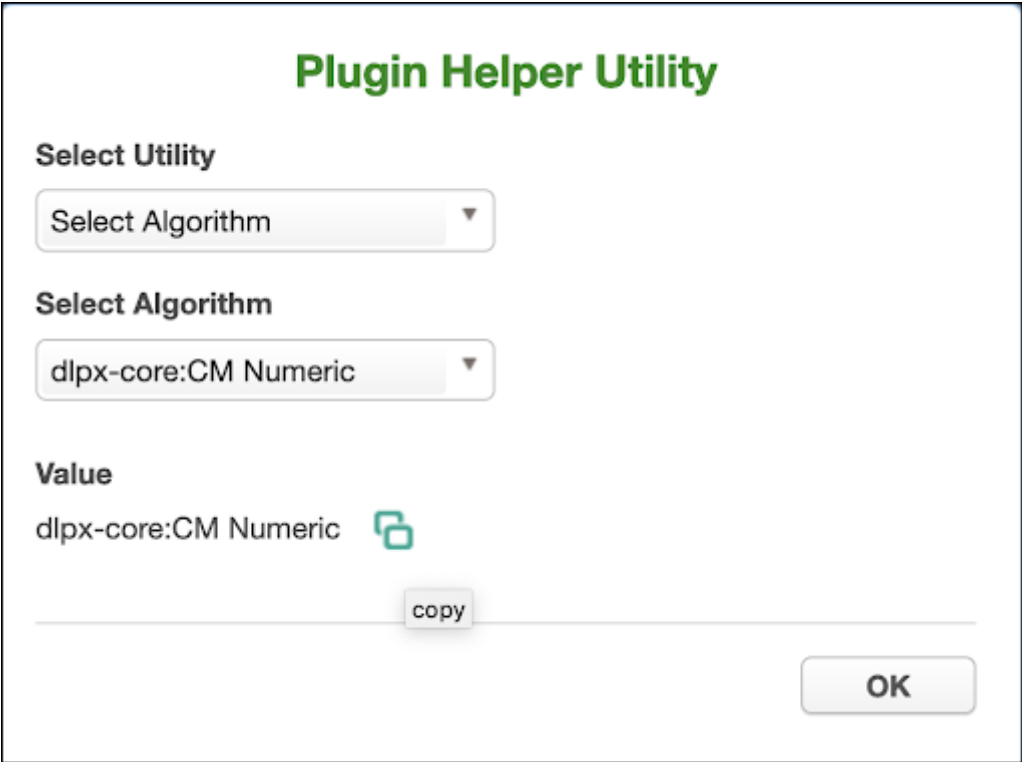 Plugin Helper Utility
Select Utility
Select Algorithm
Select Algorithm
dlpx-core:CM Numeric
Value
dlpx-core:CM Numeric
copy
OK